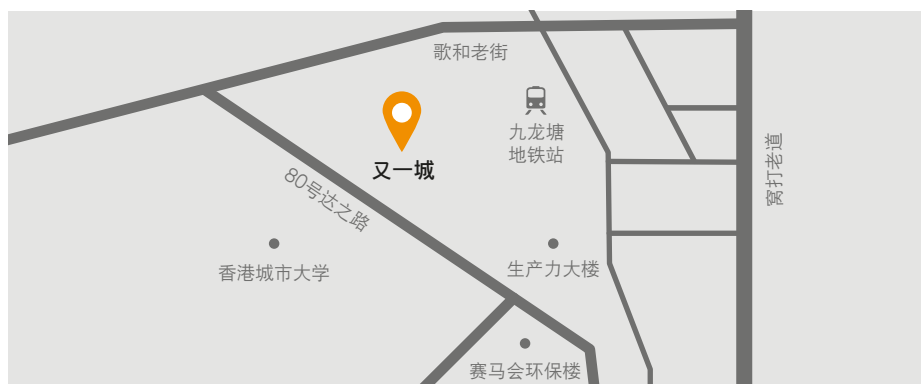 歌和老街
九龙塘
地铁站
又一城
80号达之路
窝打老道
香港城市大学
生产力大楼
赛马会环保楼